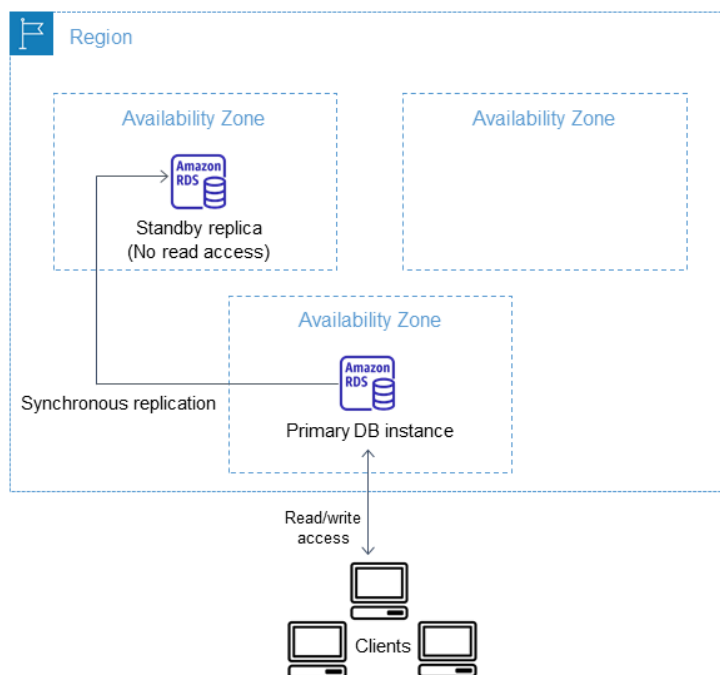 Region
Availability Zone
Availability Zone
Amazon
RDS
Standby replica
(No read access)
Availability Zone
Amazon
RDS
Synchronous replication
Primary DB instance
Read/write
access
Clients